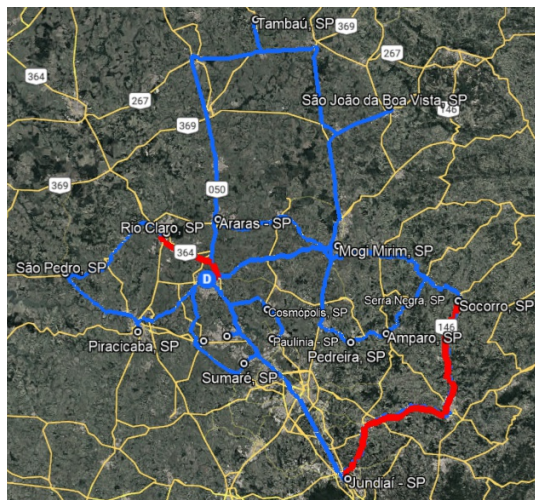 Tambaú, SP
369
267
364
267
São João da Boa Vista, SP
146
369
369
050
Araras - SP
Rio Claro, SP
364
Mogi Mirim, SP
São Pedro, SP
D
Serra Negra, SP
Socorro, SP
Cosmópolis, SP
146
Piracicaba, SP
Paulínia - SP
Amparo, SP
Pedreira, SP
Sumaré, SP
Jundiaí - SP